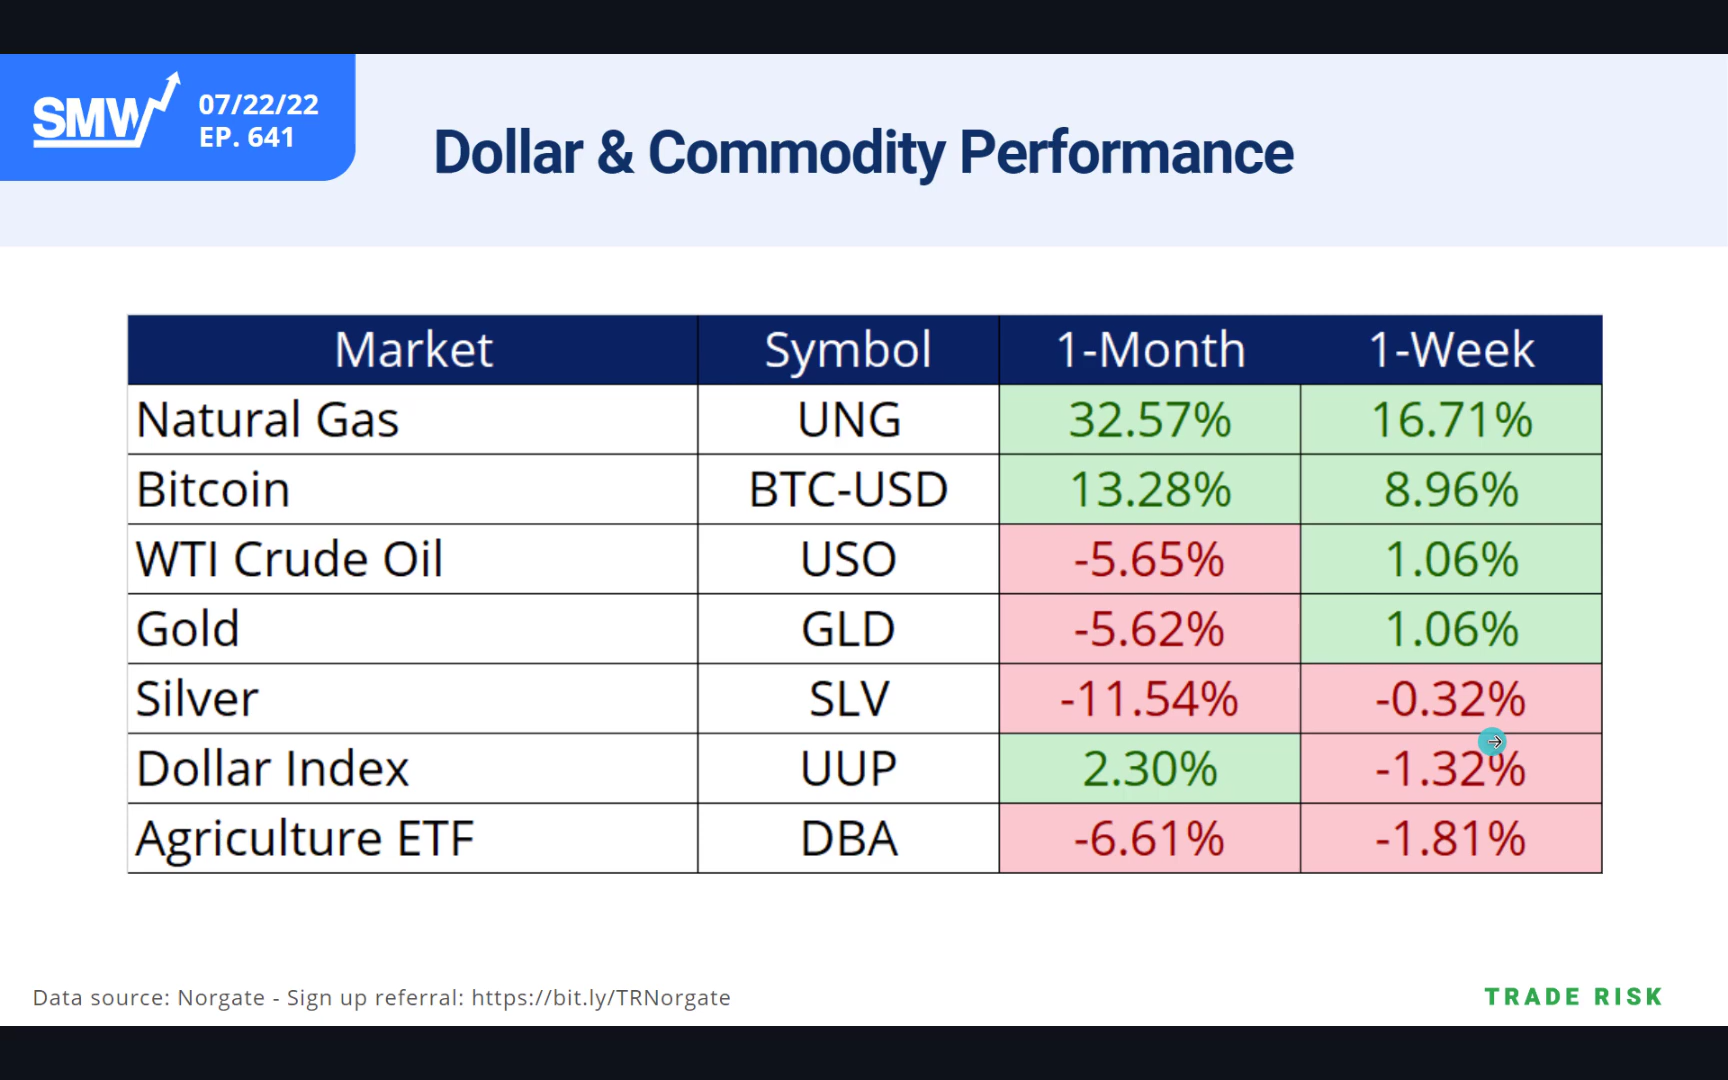 SMW
07/22/22
EP. 641
Dollar & Commodity Performance
Market Symbol 1-Month 1-Week
Natural Gas UNG 32.57% 16.71%
Bitcoin BTC-USD 13.28% 8.96%
WTI Crude Oil USO -5.65% 1.06%
Gold GLD -5.62% 1.06%
Silver SLV -11.54% -0.32%
Dollar Index UUP 2.30% -1.32%
Agriculture ETF DBA -6.61% -1.81%
Data source: Norgate - Sign up referral: https://bit.ly/TRNorgate
TRADE RISK